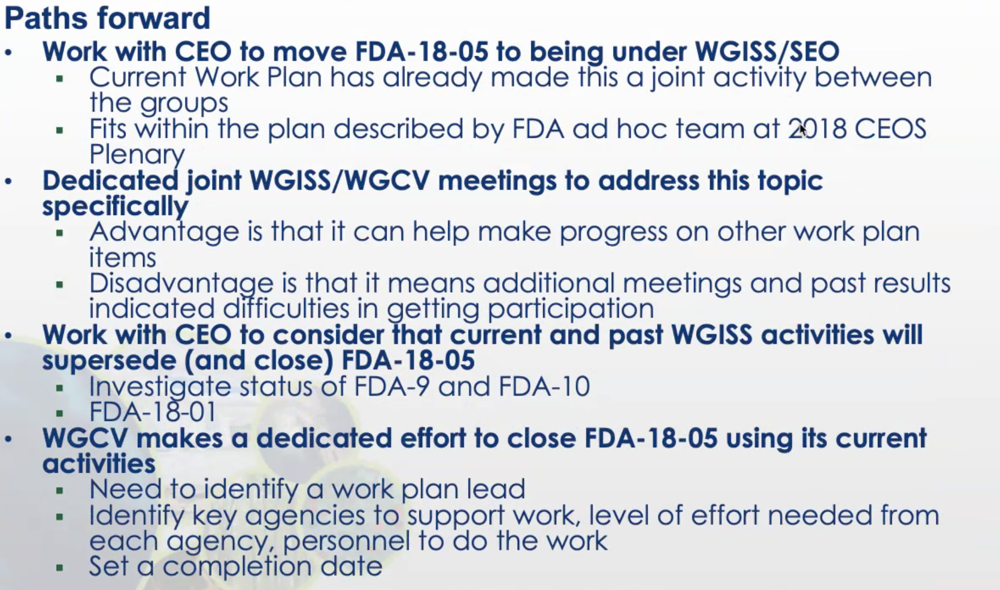 Paths forward
• Work with CEO to move FDA-18-05 to being under WGISS/SEO
▪ Current Work Plan has already made this a joint activity between
the groups
▪ Fits within the plan described by FDA ad hoc team at 2018 CEOS
Plenary
• Dedicated joint WGISS/WGCV meetings to address this topic
specifically
▪ Advantage is that it can help make progress on other work plan
items
▪ Disadvantage is that it means additional meetings and past results
indicated difficulties in getting participation
• Work with CEO to consider that current and past WGISS activities will
supersede (and close) FDA-18-05
▪ Investigate status of FDA-9 and FDA-10
▪ FDA-18-01
• WGCV makes a dedicated effort to close FDA-18-05 using its current
activities
▪ Need to identify a work plan lead
▪ Identify key agencies to support work, level of effort needed from
each agency, personnel to do the work
▪ Set a completion date